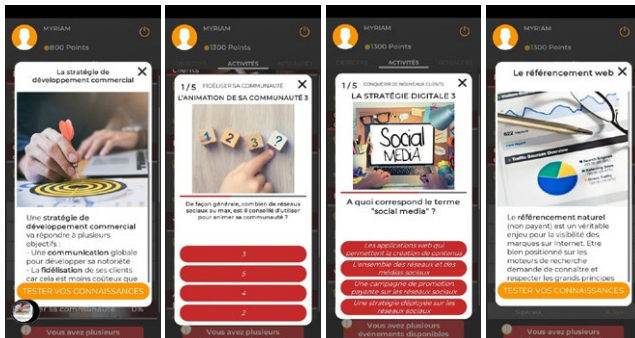 MYRIAM
800 Points
La stratégie de
développement commercial
Une stratégie de
développement commercial
va répondre à plusieurs
objectifs :
- Une communication globale
pour développer sa notoriété
- La fidélisation de ses clients
car cela est moins coûteux que
TESTER VOS CONNAISSANCES
0%
Vous avez plusieurs
MYRIAM
1300 Points
ACTIVITÉS
1/5
FIDÉLISER SA COMMUNAUTÉ
L'ANIMATION DE SA COMMUNAUTÉ 3
1 2 3 ?
De façon générale, combien de réseaux
sociaux au max, est-il conseillé d'utiliser
pour animer sa communauté ?
3
5
4
2
Vous avez plusieurs
MYRIAM
1300 Points
ACTIVITÉS
1/5
CONQUÉRIR DE NOUVEAUX CLIENTS
LA STRATÉGIE DIGITALE 3
Social
MEDIA
A quoi correspond le terme
"social media" ?
Les applications web qui
permettent la création de contenus
L'ensemble des réseaux et des
médias sociaux
Une campagne de promotion
payante sur les réseaux sociaux
Une stratégie déployée sur les
réseaux sociaux
Vous avez plusieurs
événements disponibles
MYRIAM
1300 Points
Le référencement web
Le référencement naturel
(non payant) est un véritable
enjeu pour la visibilité des
marques sur Internet. Etre
bien positionné sur les
moteurs de recherche
demande de connaître et
respecter les grands principes
TESTER VOS CONNAISSANCES
Vous avez plusieurs